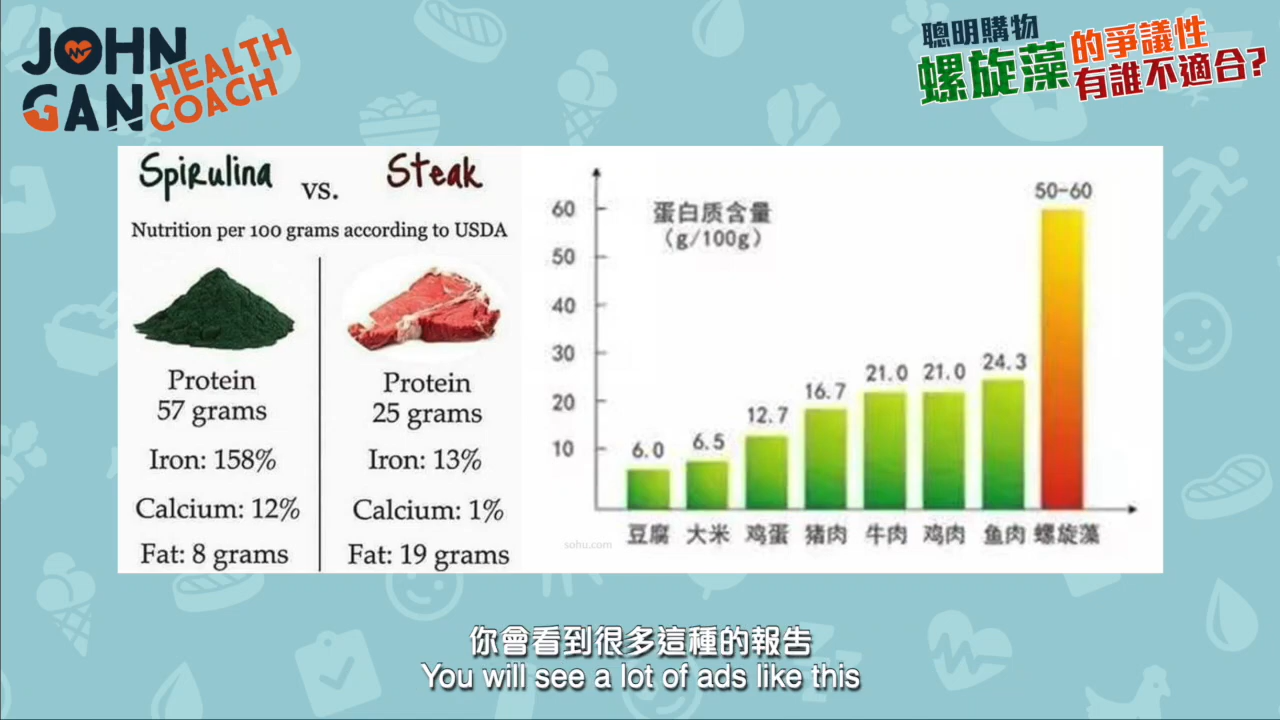 JOHN
GAN
HEALTH
COACH
聰明購物
螺旋藻的爭議性
有誰不適合?
Spirulina vs. Steak
Nutrition per 100 grams according to USDA
Protein
57 grams
Iron: 158%
Calcium: 12%
Fat: 8 grams
Protein
25 grams
Iron: 13%
Calcium: 1%
Fat: 19 grams
蛋白质含量
(g/100g)
60
50
40
30
20
10
6.0
6.5
12.7
16.7
21.0
21.0
24.3
50-60
豆腐 大米 鸡蛋 猪肉 牛肉 鸡肉 鱼肉 螺旋藻
sohu.com
你會看到很多這種的報告
You will see a lot of ads like this